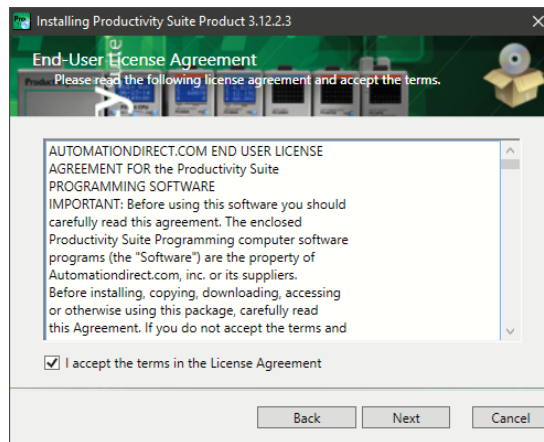 Installing Productivity Suite Product 3.12.2.3
End-User License Agreement
Please read the following license agreement and accept the terms.
AUTOMATIONDIRECT.COM END USER LICENSE
AGREEMENT FOR the Productivity Suite
PROGRAMMING SOFTWARE
IMPORTANT: Before using this software you should
carefully read this agreement. The enclosed
Productivity Suite Programming computer software
programs (the "Software") are the property of
Automationdirect.com, inc. or its suppliers.
Before installing, copying, downloading, accessing
or otherwise using this package, carefully read
this Agreement. If you do not accept the terms and
I accept the terms in the License Agreement
Back
Next
Cancel